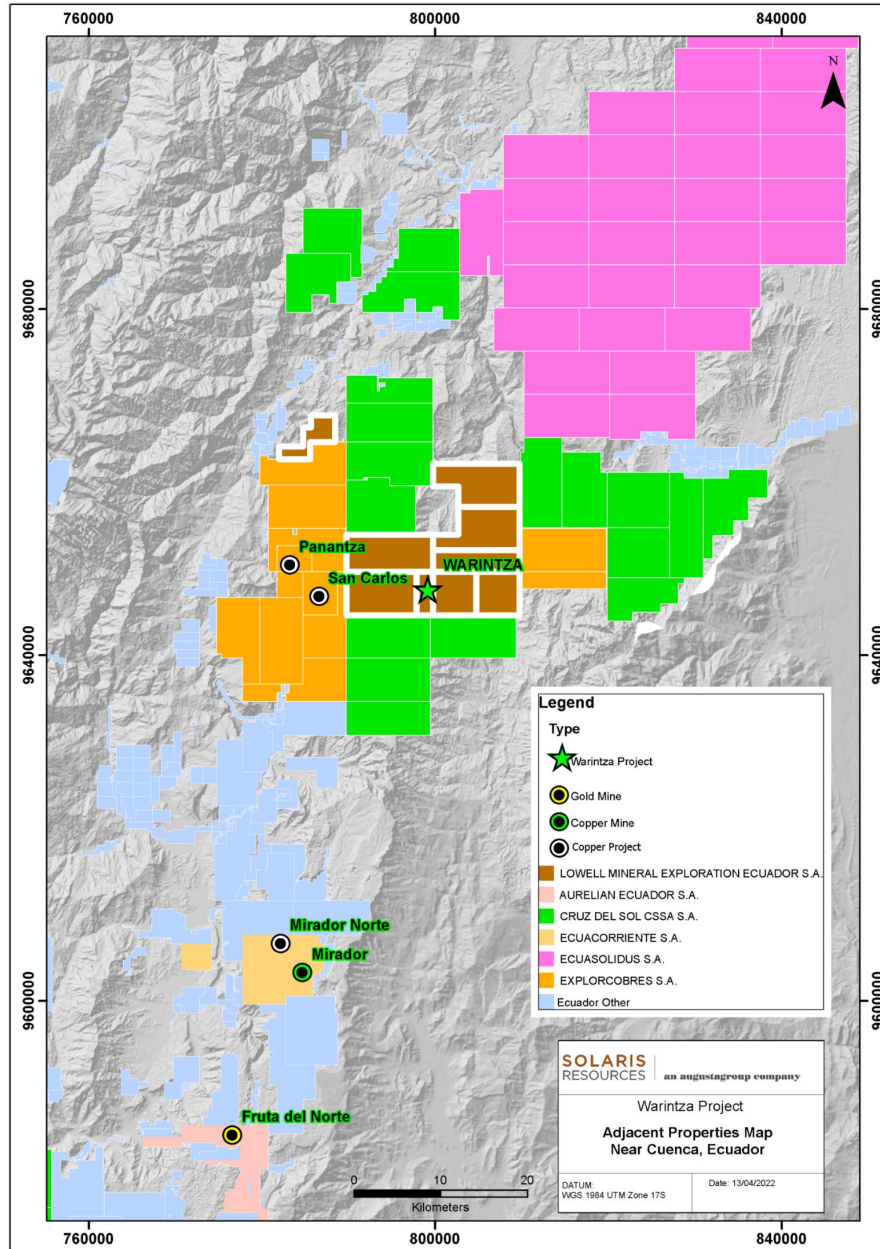 760000
800000
840000
N
9680000
9680000
Panantza
San Carlos
WARINTZA
9640000
9640000
Legend
Type
Warintza Project
Gold Mine
Copper Mine
Copper Project
LOWELL MINERAL EXPLORATION ECUADOR S.A.
AURELIAN ECUADOR S.A.
CRUZ DEL SOL CSSA S.A.
ECUACORRIENTE S.A.
ECUASOLIDUS S.A.
EXPLORCOBRES S.A.
Ecuador Other
Mirador Norte
Mirador
9600000
9600000
Fruta del Norte
SOLARIS
RESOURCES
an augustagroup company
Warintza Project
Adjacent Properties Map
Near Cuenca, Ecuador
DATUM:
WGS 1984 UTM Zone 17S
Date: 13/04/2022
0 10 20
Kilometers
760000
800000
840000